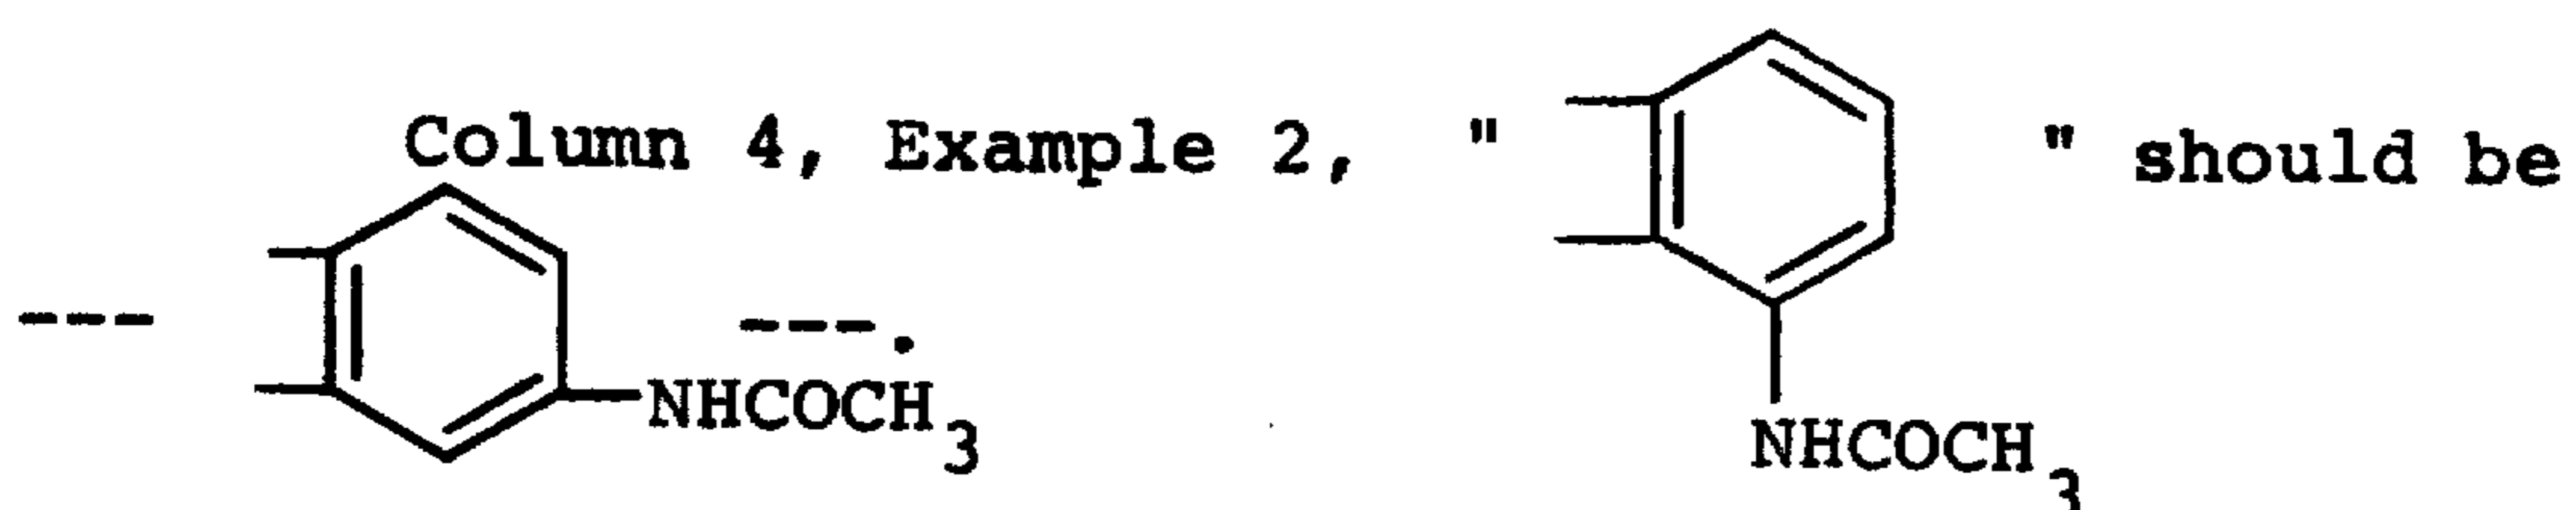 Column 4, Example 2, " NHCOCH3 " should be
--- NHCOCH3 ---.